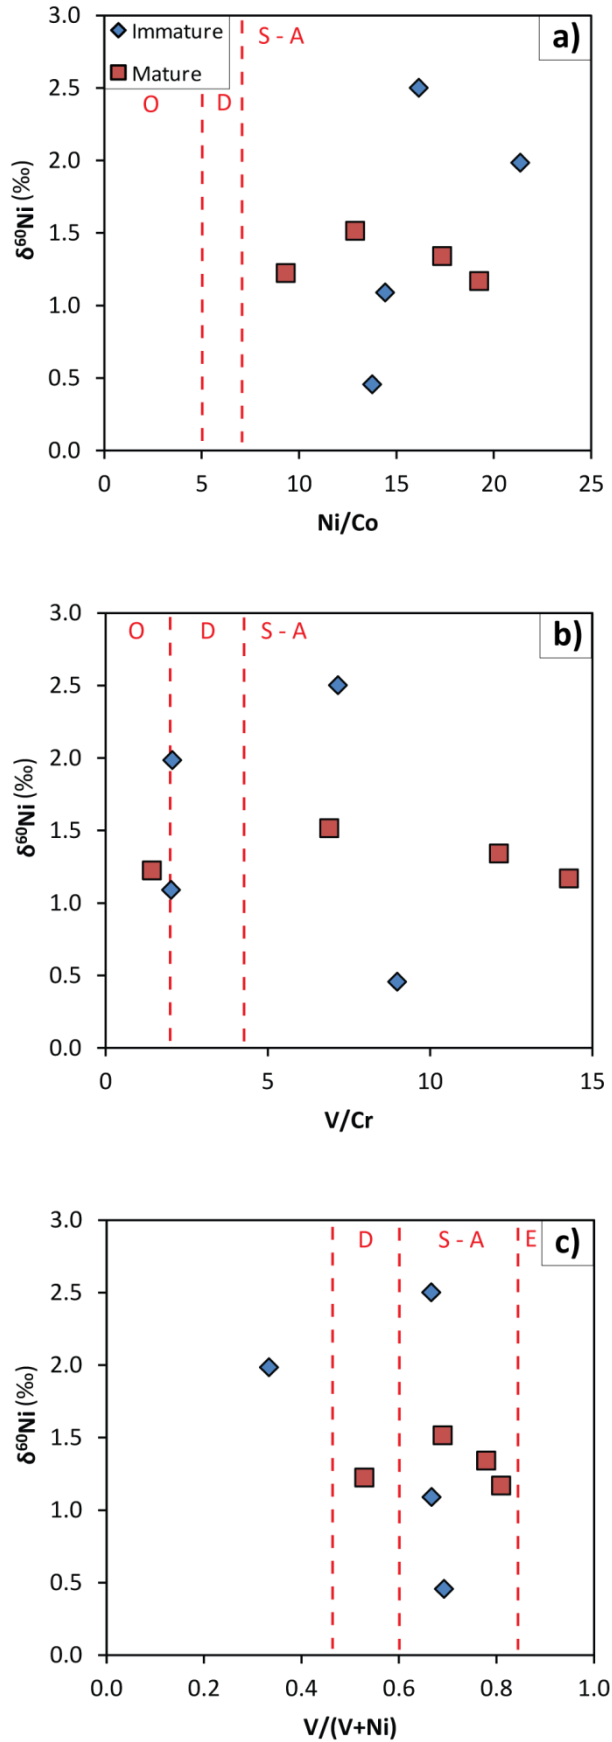 3.0
Immature
S - A
a)
Mature
2.5
O
D
2.0
1.5
1.0
0.5
0.0
δ⁶⁰Ni (‰)
0 5 10 15 20 25
Ni/Co
3.0
O D S - A
b)
2.5
2.0
1.5
1.0
0.5
0.0
δ⁶⁰Ni (‰)
0 5 10 15
V/Cr
3.0
D S - A E
c)
2.5
2.0
1.5
1.0
0.5
0.0
δ⁶⁰Ni (‰)
0.0 0.2 0.4 0.6 0.8 1.0
V/(V+Ni)